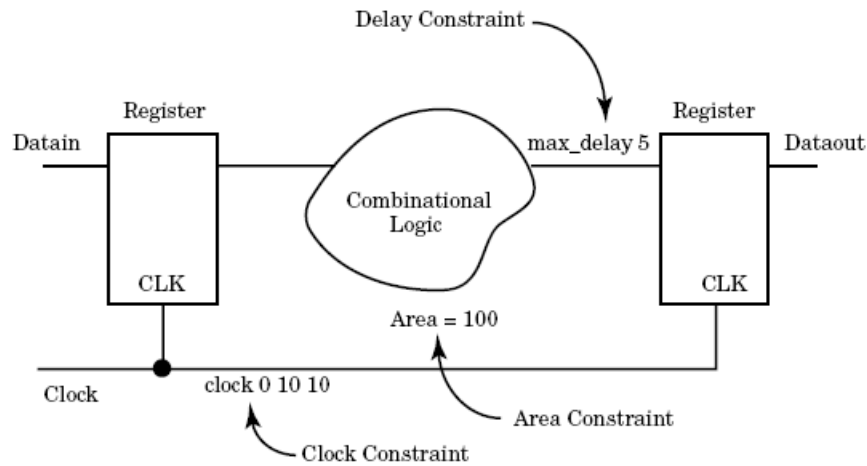 Delay Constraint
Register
Register
Datain
max_delay 5
Dataout
Combinational
Logic
CLK
CLK
Area = 100
Clock
clock 0 10 10
Area Constraint
Clock Constraint